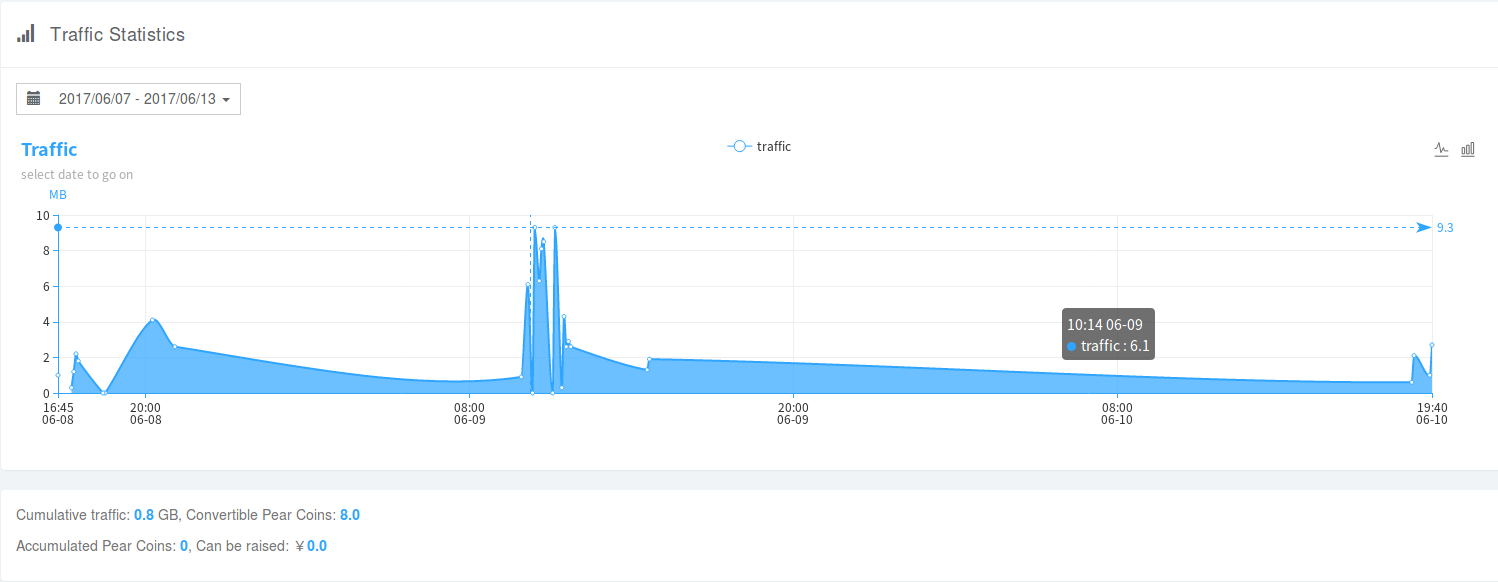 Traffic Statistics
2017/06/07 - 2017/06/13
Traffic
traffic
select date to go on
MB
10
9.3
8
6
4
2
0
10:14 06-09
traffic : 6.1
16:45 20:00 08:00 20:00 08:00 19:40
06-08 06-08 06-09 06-09 06-10 06-10
Cumulative traffic: 0.8 GB, Convertible Pear Coins: 8.0
Accumulated Pear Coins: 0, Can be raised: ￥0.0